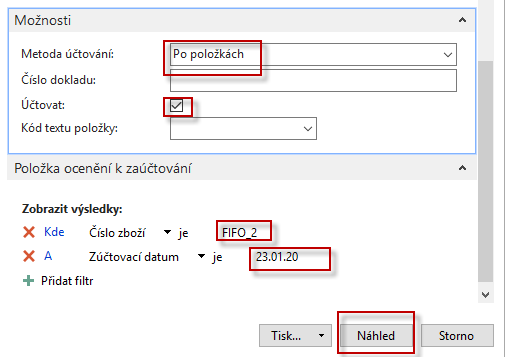 Možnosti
Metoda účtování: Po položkách
Číslo dokladu:
Účtovat:
Kód textu položky:
Položka ocenění k zaúčtování
Zobrazit výsledky:
Kde Číslo zboží je FIFO_2
A Zúčtovací datum je 23.01.20
Přidat filtr
Tisk... Náhled Storno